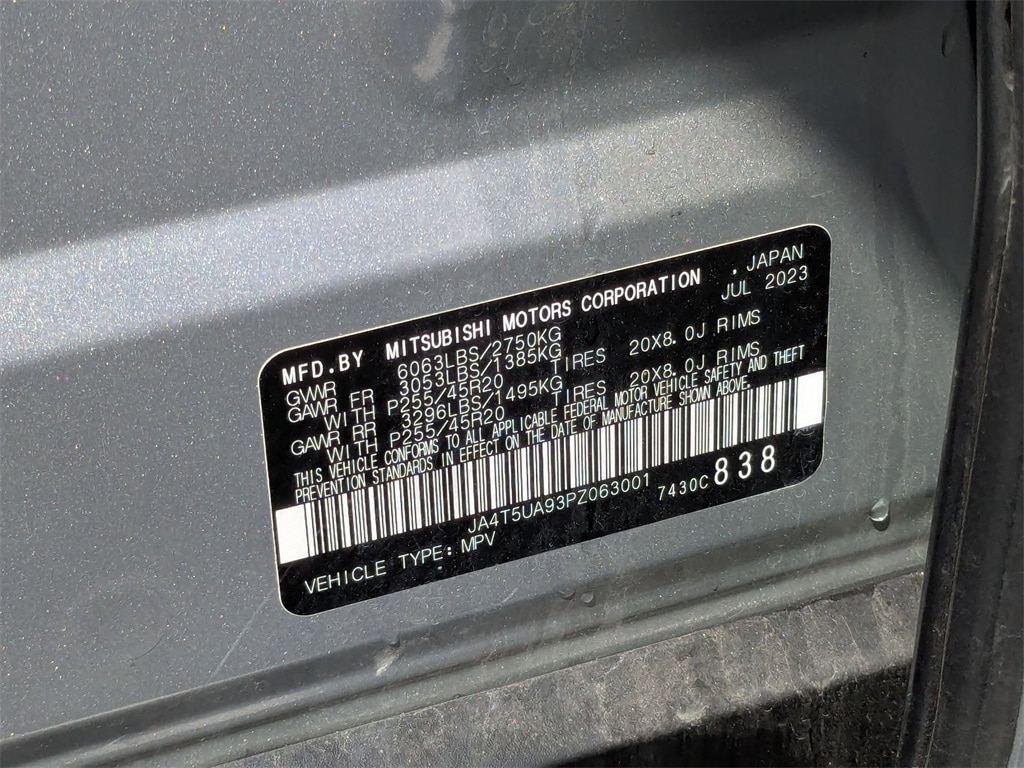 MFD.BY MITSUBISHI MOTORS CORPORATION . JAPAN
GVWR 6063LBS/2750KG JUL 2023
GAWR FR 3053LBS/1385KG
WITH P255/45R20 TIRES 20X8.0J RIMS
GAWR RR 3296LBS/1495KG
WITH P255/45R20 TIRES 20X8.0J RIMS
THIS VEHICLE CONFORMS TO ALL APPLICABLE FEDERAL MOTOR VEHICLE SAFETY AND THEFT
PREVENTION STANDARDS IN EFFECT ON THE DATE OF MANUFACTURE SHOWN ABOVE.
JA4T5UA93PZ063001 7430C 838
VEHICLE TYPE: MPV